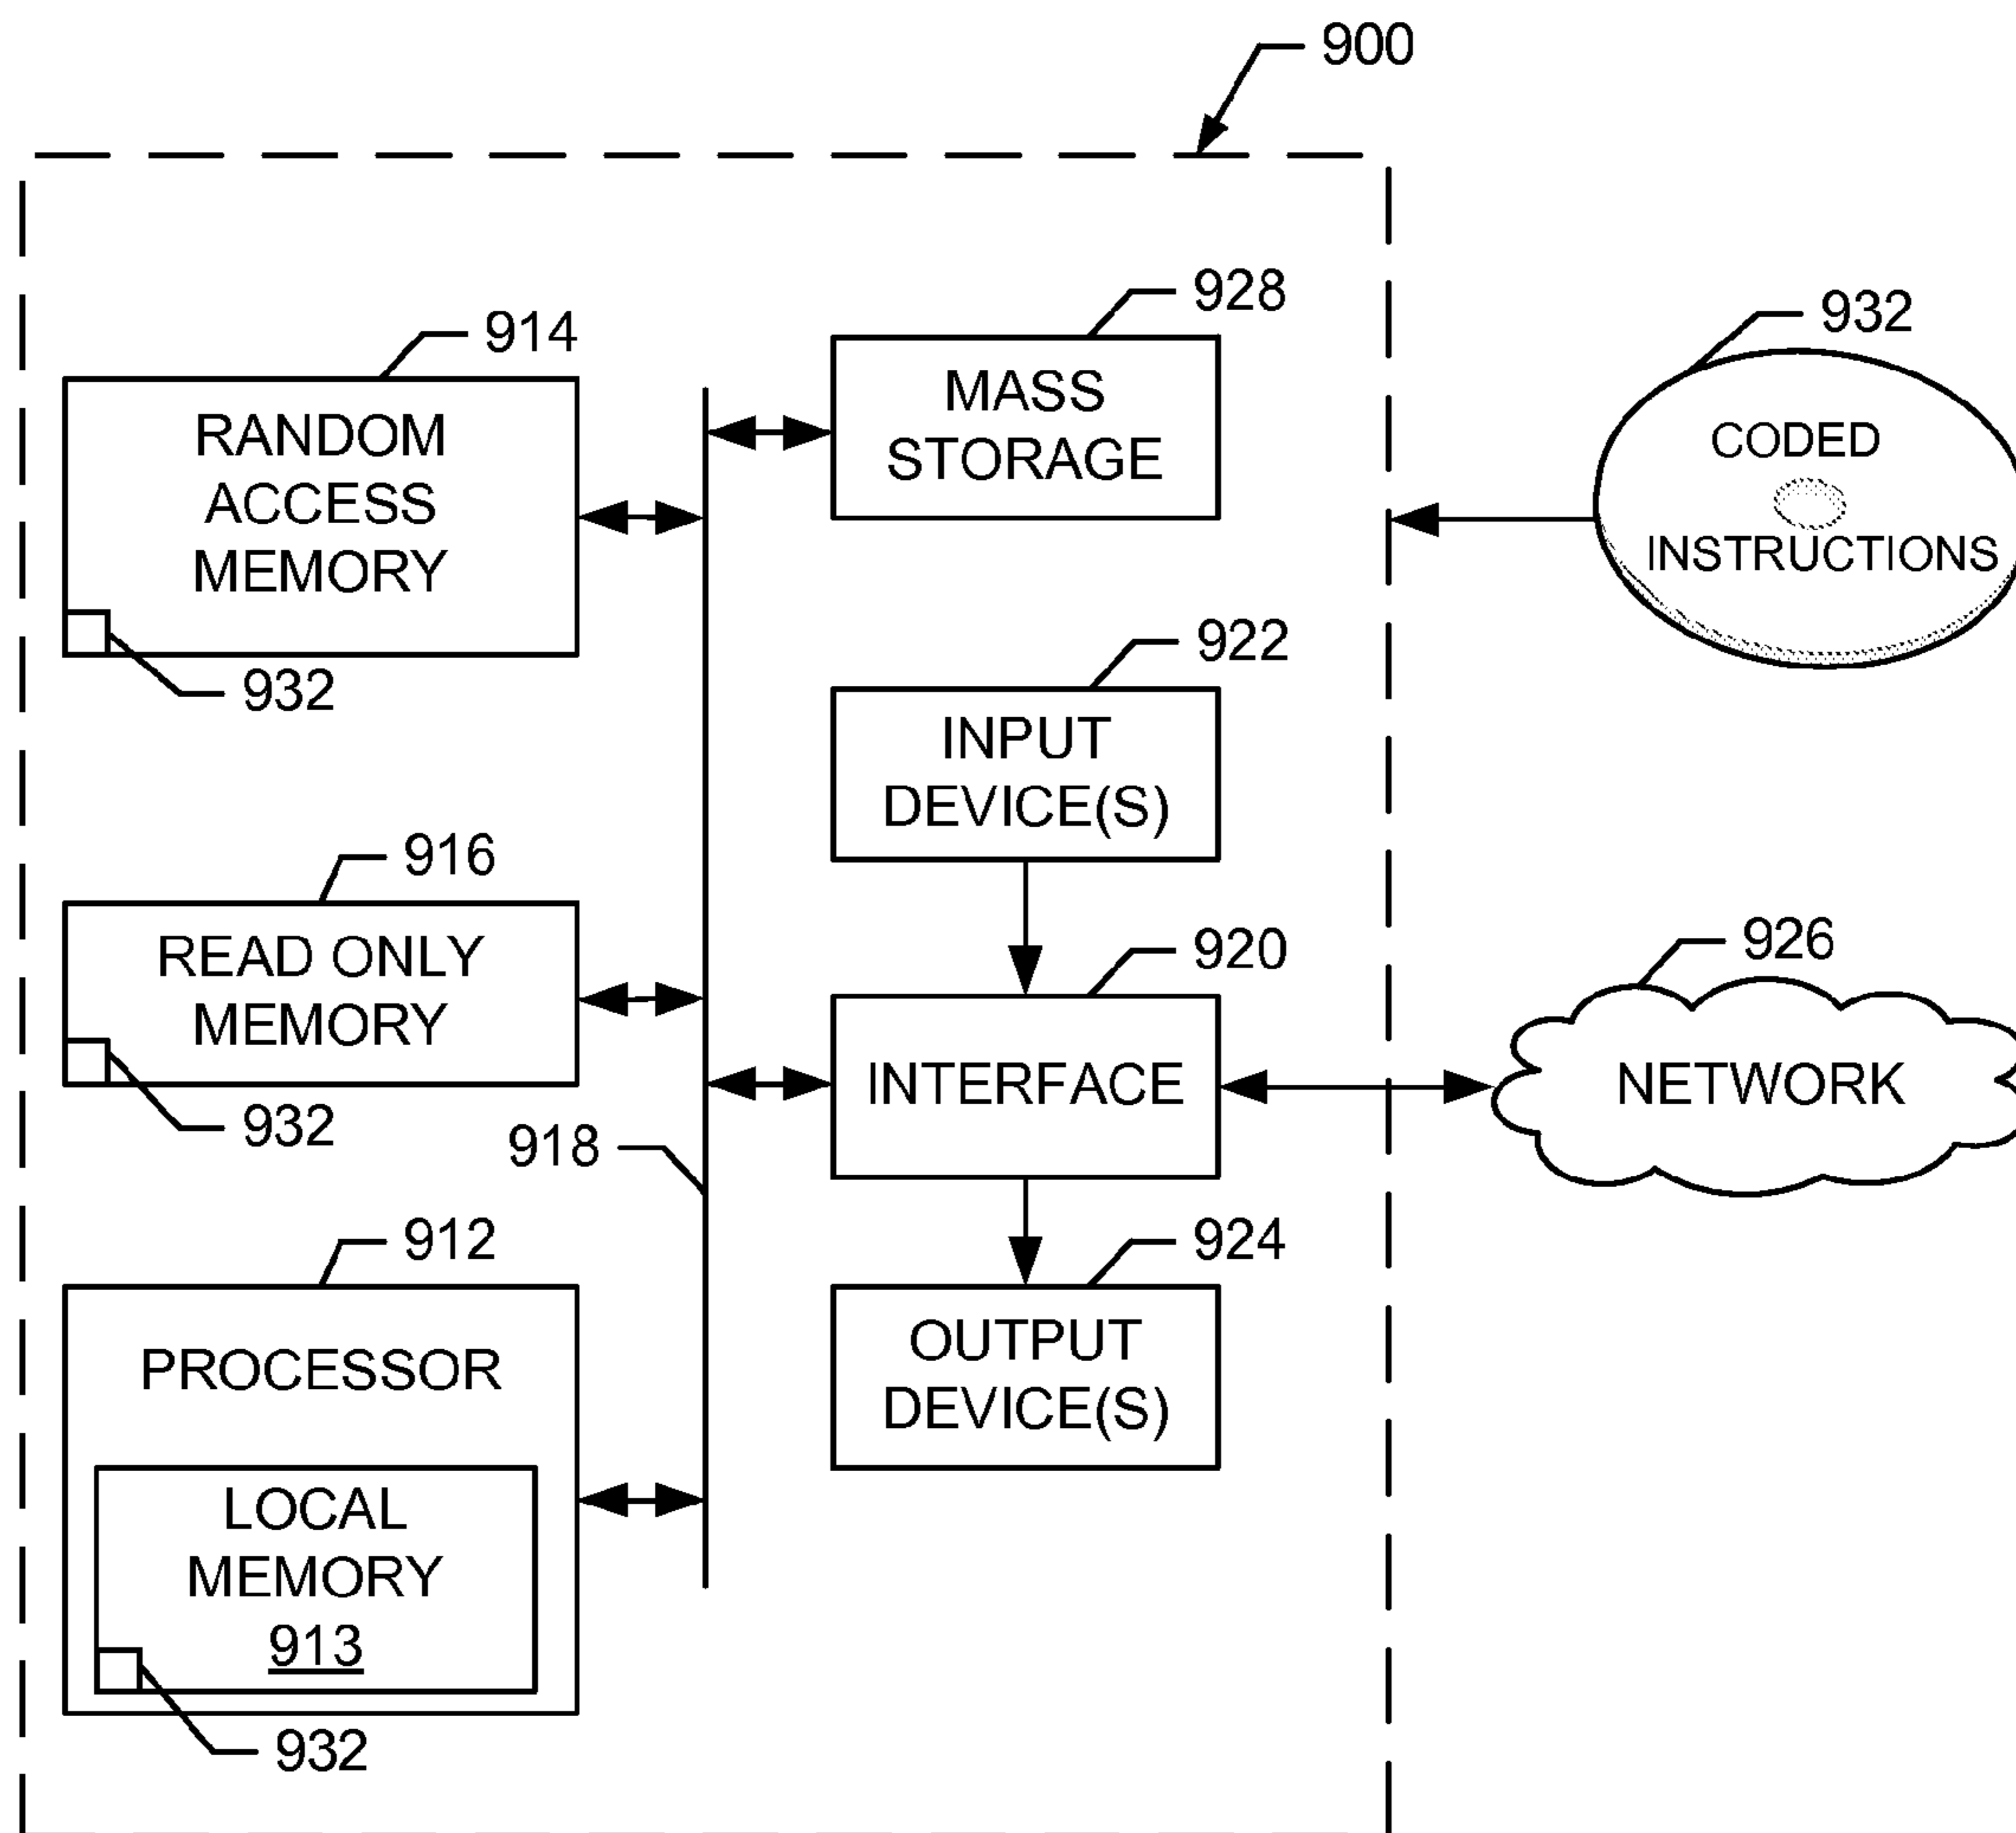 900
914
RANDOM
ACCESS
MEMORY
932
916
READ ONLY
MEMORY
932
918
912
PROCESSOR
LOCAL
MEMORY
913
932
928
MASS
STORAGE
922
INPUT
DEVICE(S)
920
INTERFACE
924
OUTPUT
DEVICE(S)
932
CODED
INSTRUCTIONS
926
NETWORK